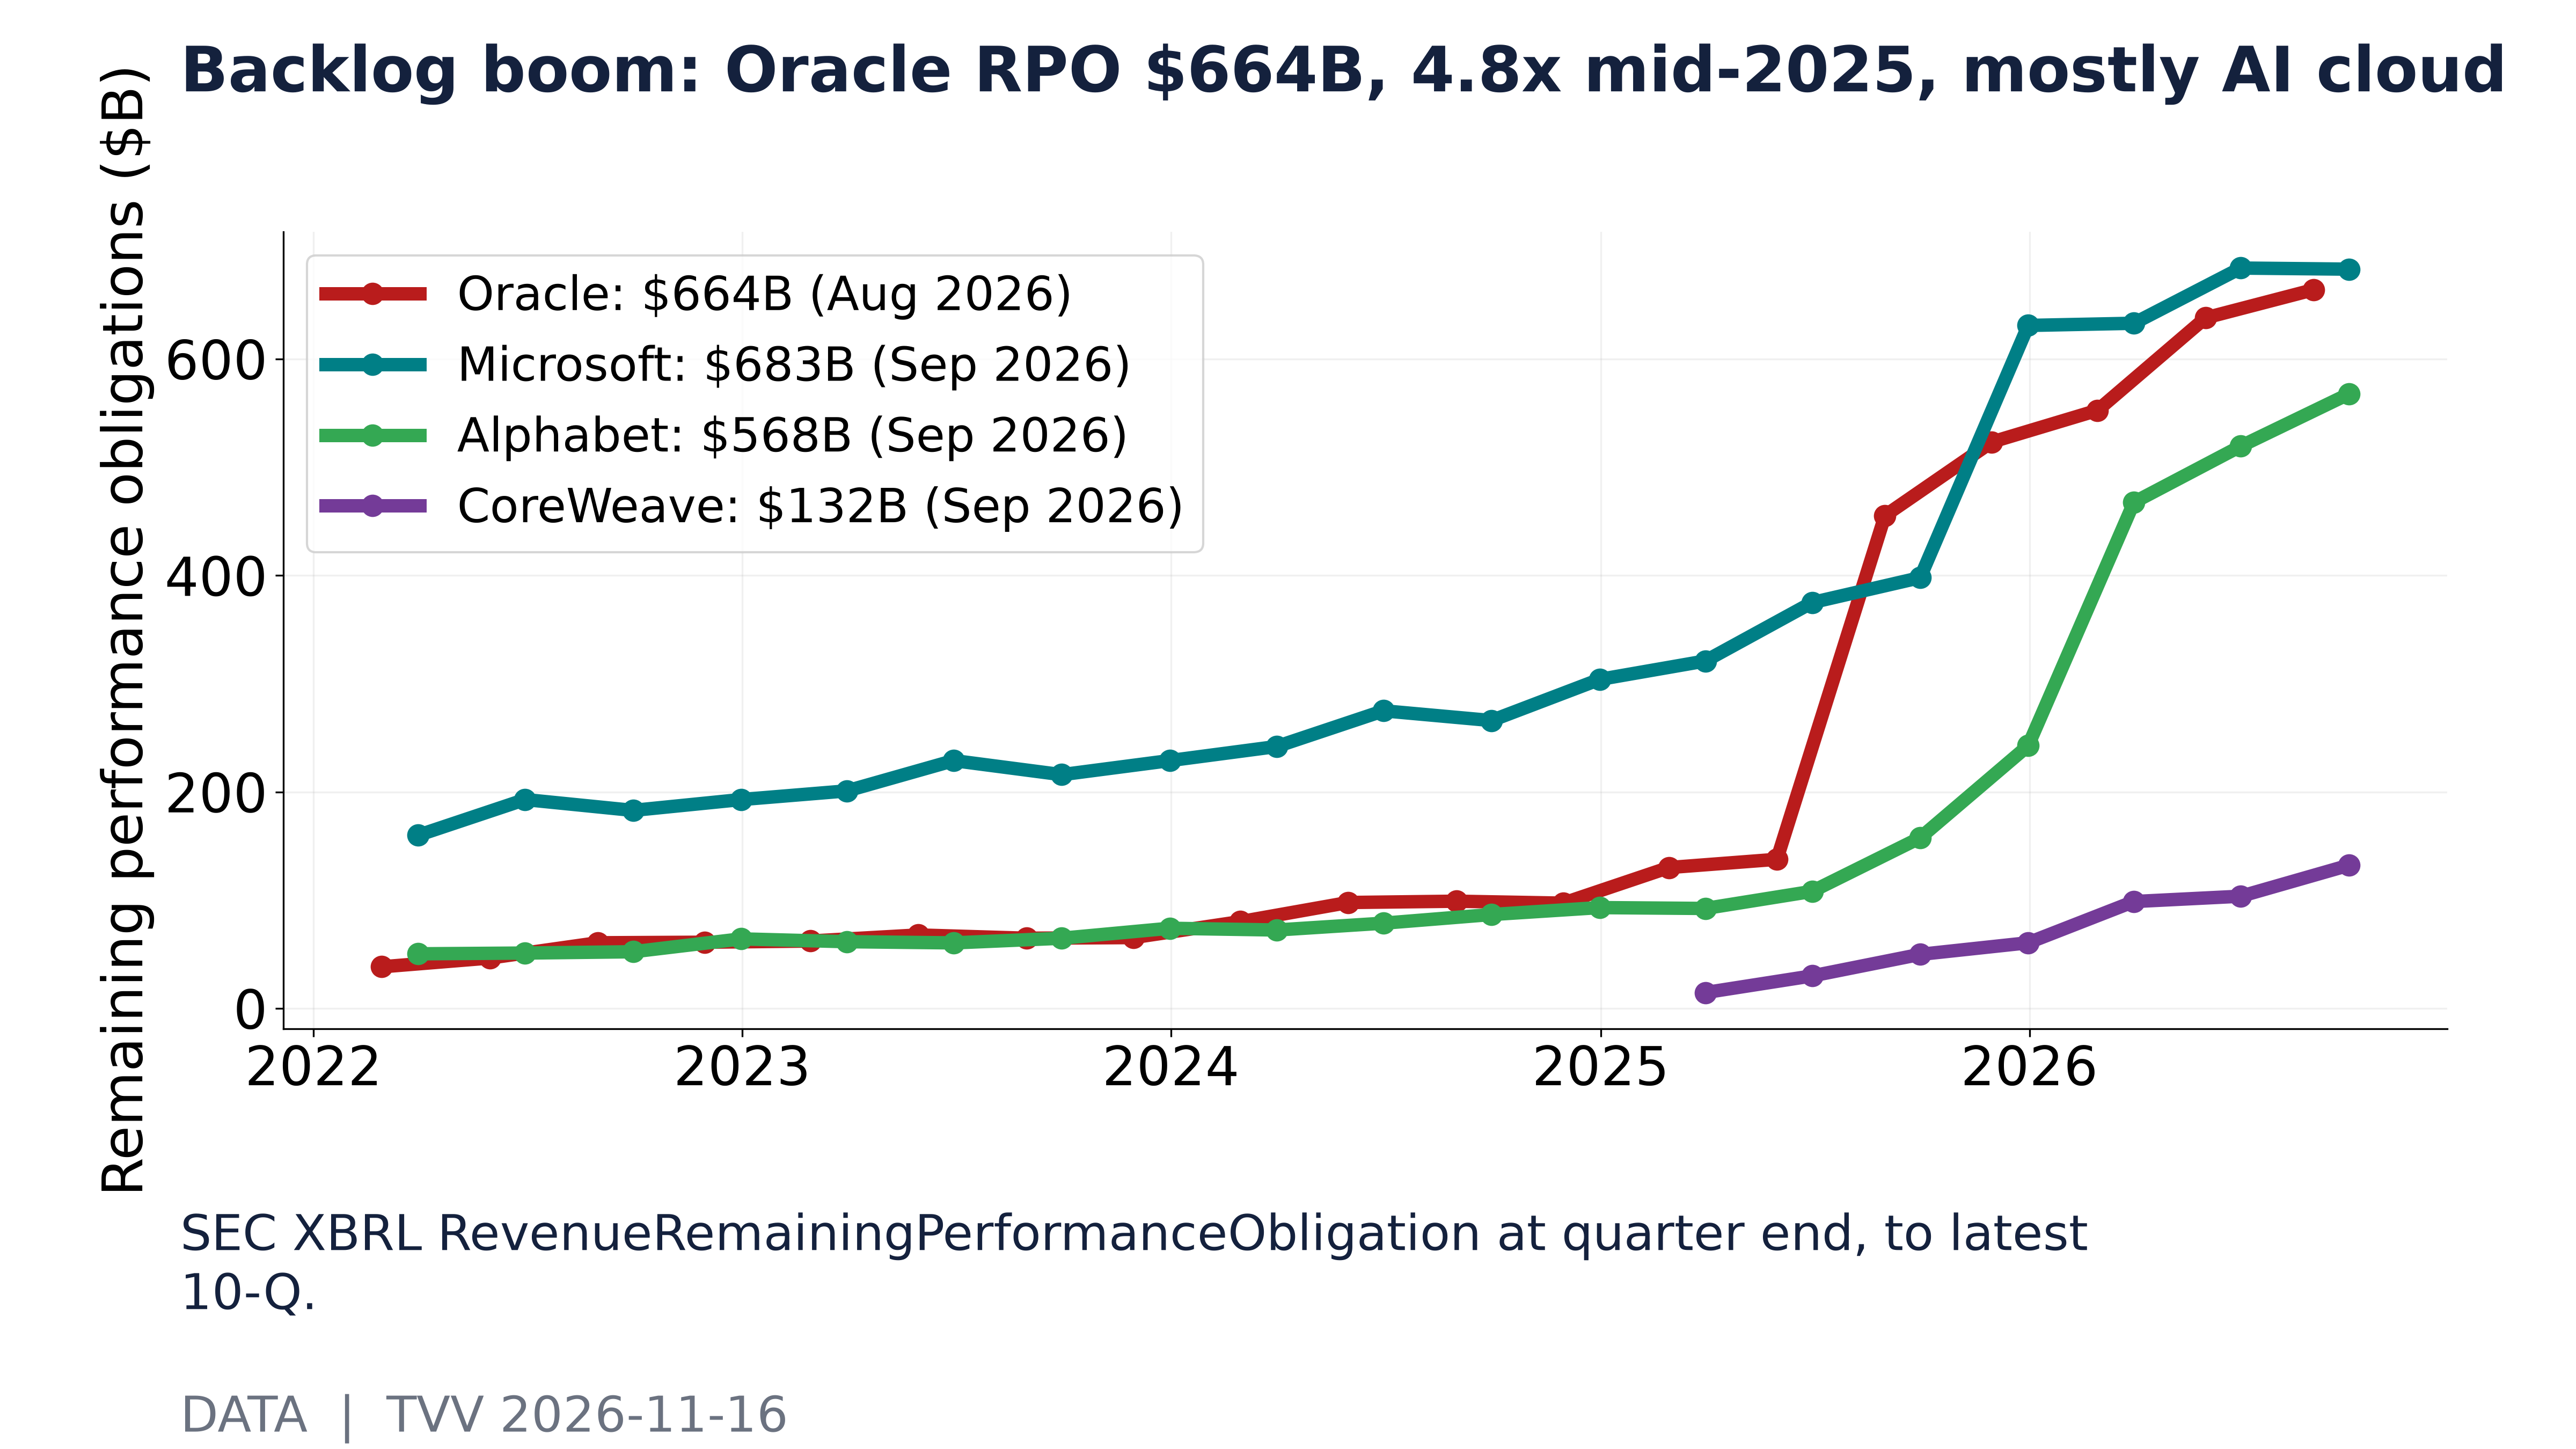 Backlog boom: Oracle RPO $664B, 4.8x mid-2025, mostly AI cloud
Remaining performance obligations ($B)
Oracle: $664B (Aug 2026)
Microsoft: $683B (Sep 2026)
Alphabet: $568B (Sep 2026)
CoreWeave: $132B (Sep 2026)
600
400
200
0
2022 2023 2024 2025 2026
SEC XBRL RevenueRemainingPerformanceObligation at quarter end, to latest
10-Q.
DATA | TVV 2026-11-16